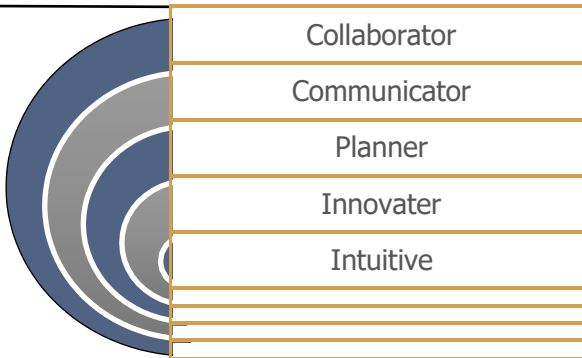 Collaborator
Communicator
Planner
Innovater
Intuitive